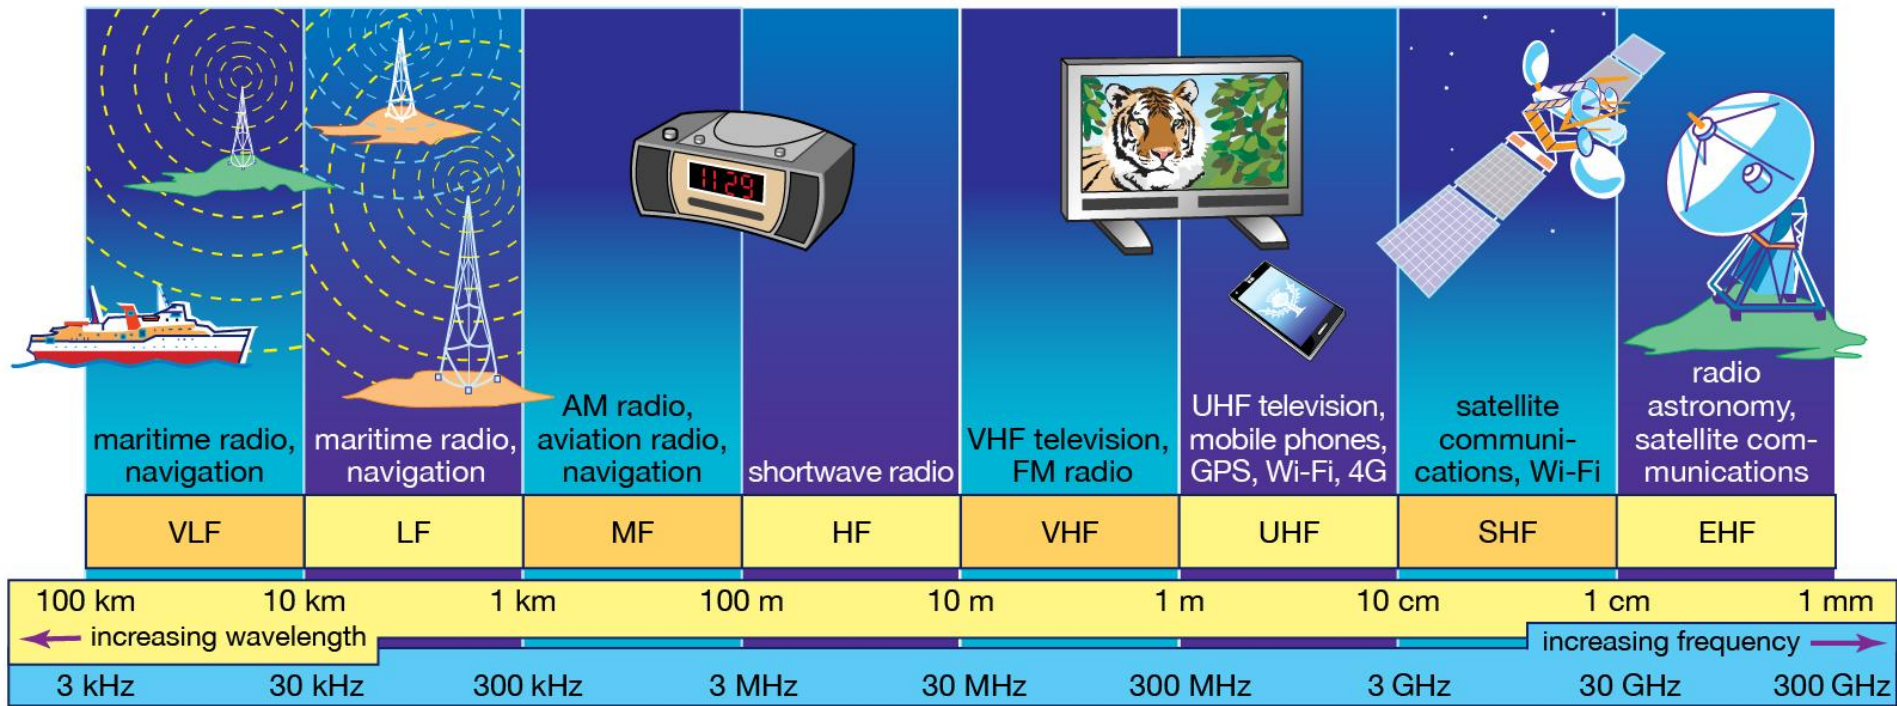 11 29
maritime radio,
navigation
maritime radio,
navigation
AM radio,
aviation radio,
navigation
shortwave radio
VHF television,
FM radio
UHF television,
mobile phones,
GPS, Wi-Fi, 4G
satellite
communi-
cations, Wi-Fi
radio
astronomy,
satellite com-
munications
VLF
LF
MF
HF
VHF
UHF
SHF
EHF
100 km
10 km
1 km
100 m
10 m
1 m
10 cm
1 cm
1 mm
increasing wavelength
increasing frequency
3 kHz
30 kHz
300 kHz
3 MHz
30 MHz
300 MHz
3 GHz
30 GHz
300 GHz